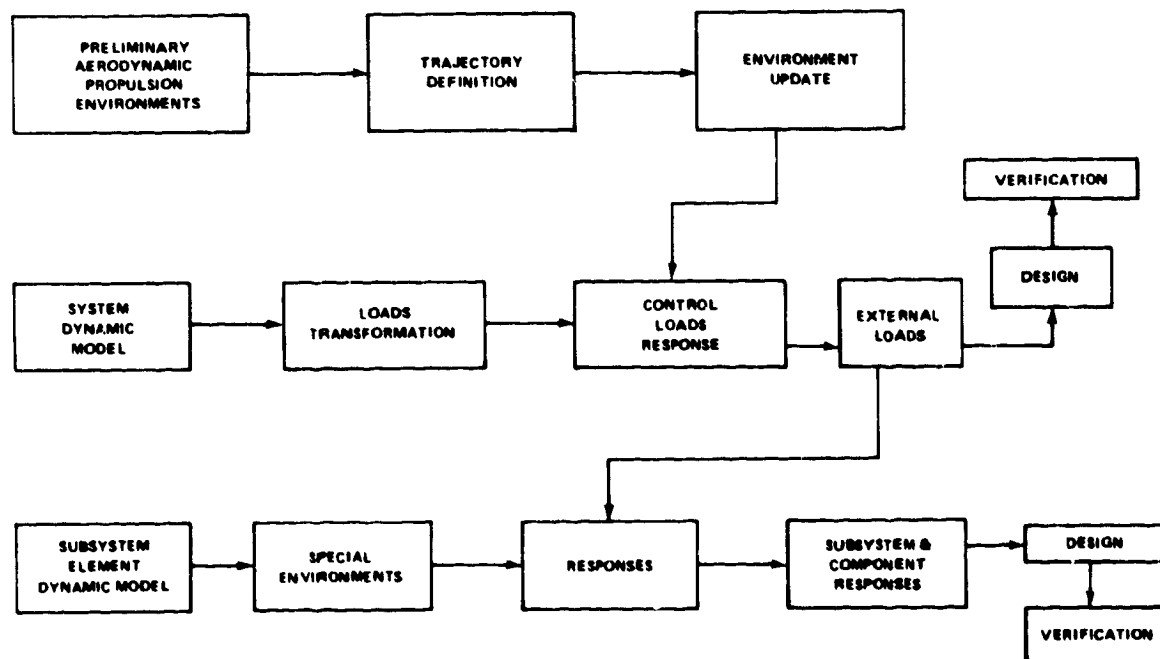 PRELIMINARY
AERODYNAMIC
PROPULSION
ENVIRONMENTS
TRAJECTORY
DEFINITION
ENVIRONMENT
UPDATE
VERIFICATION
DESIGN
SYSTEM
DYNAMIC
MODEL
LOADS
TRANSFORMATION
CONTROL
LOADS
RESPONSE
EXTERNAL
LOADS
SUBSYSTEM
ELEMENT
DYNAMIC MODEL
SPECIAL
ENVIRONMENTS
RESPONSES
SUBSYSTEM &
COMPONENT
RESPONSES
DESIGN
VERIFICATION